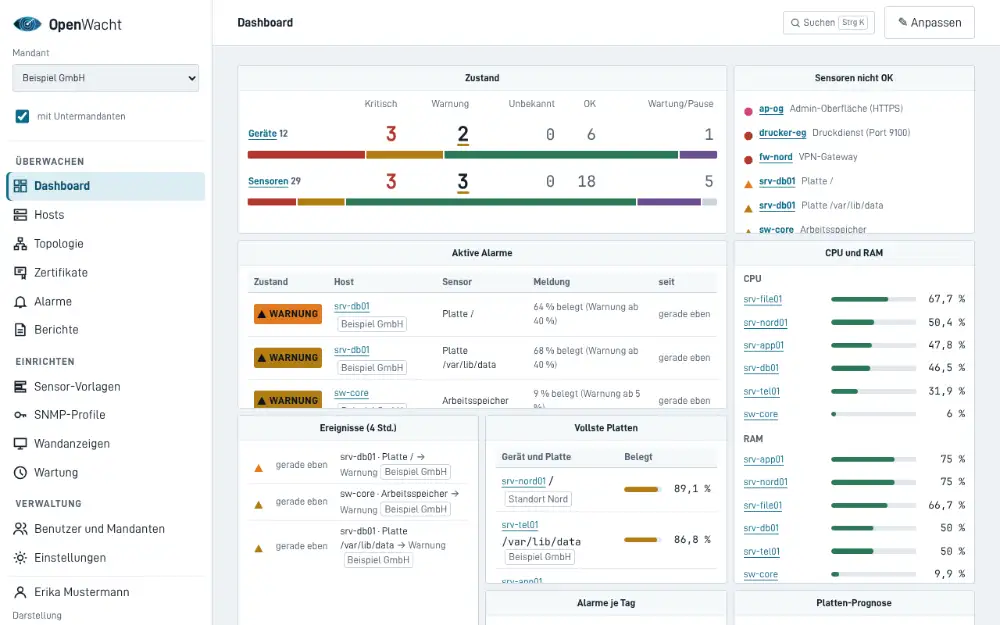 OpenWacht
Mandant
Beispiel GmbH
mit Untermandanten
ÜBERWACHEN
Dashboard
Hosts
Topologie
Zertifikate
Alarme
Berichte
EINRICHTEN
Sensor-Vorlagen
SNMP-Profile
Wandanzeigen
Wartung
VERWALTUNG
Benutzer und Mandanten
Einstellungen
Erika Mustermann
Darstellung
Dashboard
Suchen Strg K
Anpassen
Zustand
Kritisch Warnung Unbekannt OK Wartung/Pause
Geräte 12 3 2 0 6 1
Sensoren 29 3 3 0 18 5
Sensoren nicht OK
ap-og Admin-Oberfläche (HTTPS)
drucker-eg Druckdienst (Port 9100)
fw-nord VPN-Gateway
srv-db01 Platte /
srv-db01 Platte /var/lib/data
sw-core Arbeitsspeicher
Aktive Alarme
Zustand Host Sensor Meldung seit
WARNUNG srv-db01 Beispiel GmbH Platte / 64 % belegt (Warnung ab 40 %) gerade eben
WARNUNG srv-db01 Beispiel GmbH Platte /var/lib/data 68 % belegt (Warnung ab 40 %) gerade eben
WARNUNG sw-core Arbeitsspeicher 9 % belegt (Warnung ab 5 gerade eben
CPU und RAM
CPU
srv-file01 67,7 %
srv-nord01 50,4 %
srv-app01 47,8 %
srv-db01 46,5 %
srv-tel01 31,9 %
sw-core 6 %
RAM
srv-app01 75 %
srv-nord01 75 %
srv-file01 66,7 %
srv-db01 50 %
srv-tel01 50 %
sw-core 9,9 %
Ereignisse (4 Std.)
gerade eben srv-db01 · Platte / → Warnung Beispiel GmbH
gerade eben sw-core · Arbeitsspeicher → Warnung Beispiel GmbH
gerade eben srv-db01 · Platte /var/lib/data → Warnung Beispiel GmbH
Vollste Platten
Gerät und Platte Belegt
srv-nord01 / 89,1 %
Standort Nord
srv-tel01
/var/lib/data 86,8 %
Beispiel GmbH
srv-app01
Alarme je Tag
Platten-Prognose